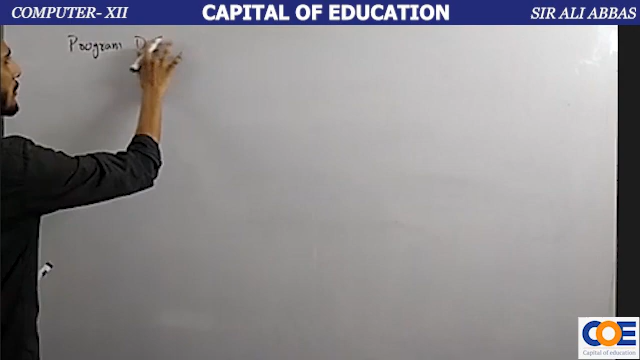 COMPUTER- XII
CAPITAL OF EDUCATION
SIR ALI ABBAS
Program
COE
Capital of education